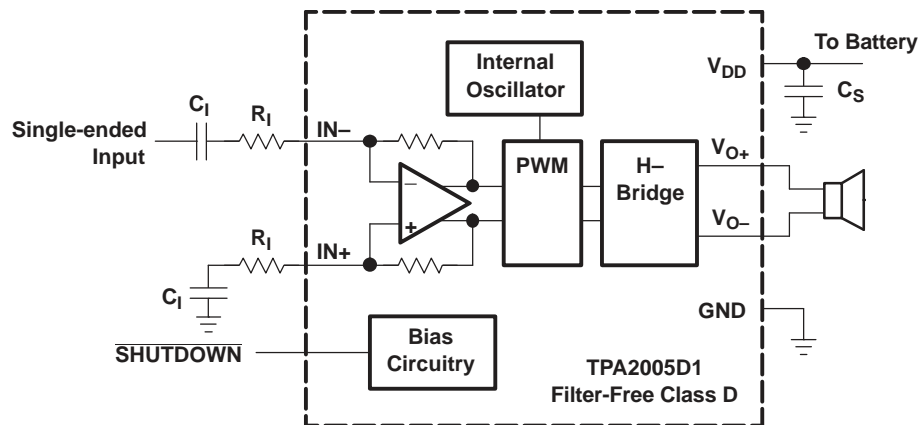 To Battery
Internal
Oscillator
V_DD
C_S
C_I
R_I
Single-ended
Input
IN–
–
PWM
H–
Bridge
V_O+
V_O–
+
R_I
IN+
C_I
GND
SHUTDOWN
Bias
Circuitry
TPA2005D1
Filter-Free Class D